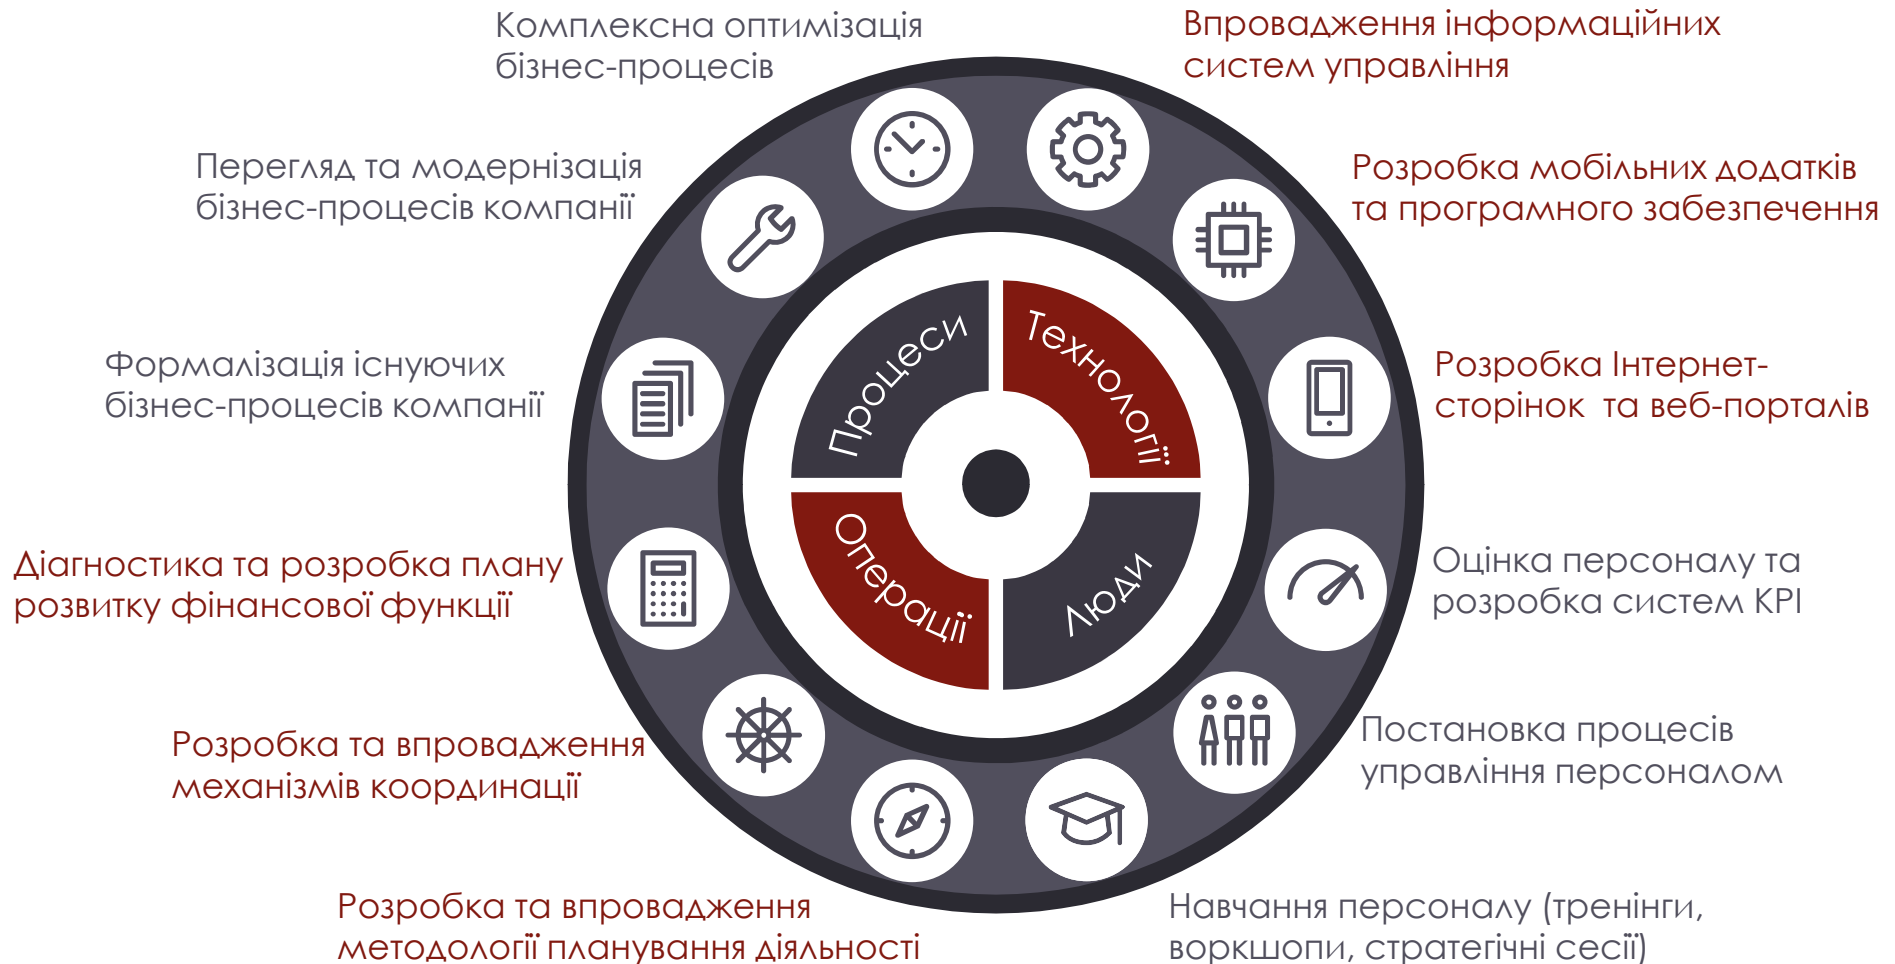 Комплексна оптимізація
бізнес-процесів
Впровадження інформаційних
систем управління
Перегляд та модернізація
бізнес-процесів компанії
Розробка мобільних додатків
та програмного забезпечення
Формалізація існуючих
бізнес-процесів компанії
Розробка Інтернет-
сторінок та веб-порталів
Процеси
Технології
Операції
Люди
Діагностика та розробка плану
розвитку фінансової функції
Оцінка персоналу та
розробка систем KPI
Розробка та впровадження
механізмів координації
Постановка процесів
управління персоналом
Розробка та впровадження
методології планування діяльності
Навчання персоналу (тренінги,
воркшопи, стратегічні сесії)